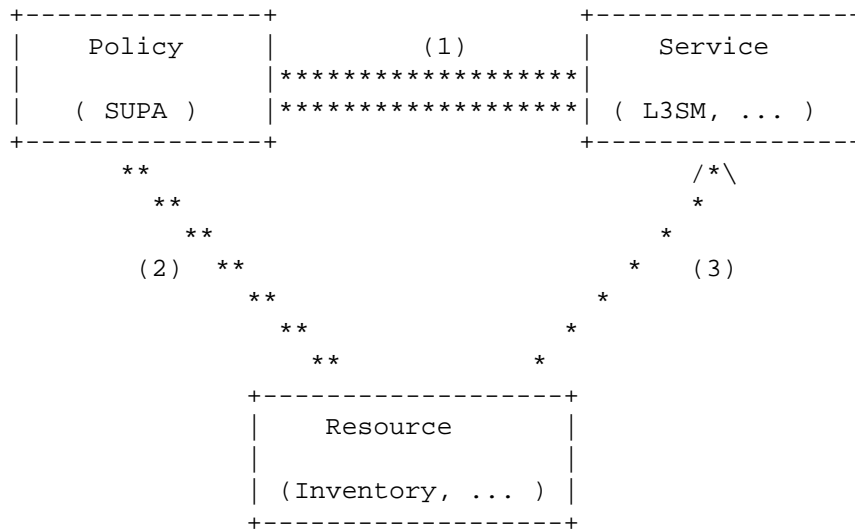 Policy (1) Service
( SUPA ) ( L3SM, ... )
(2) (3)
Resource
(Inventory, ... )